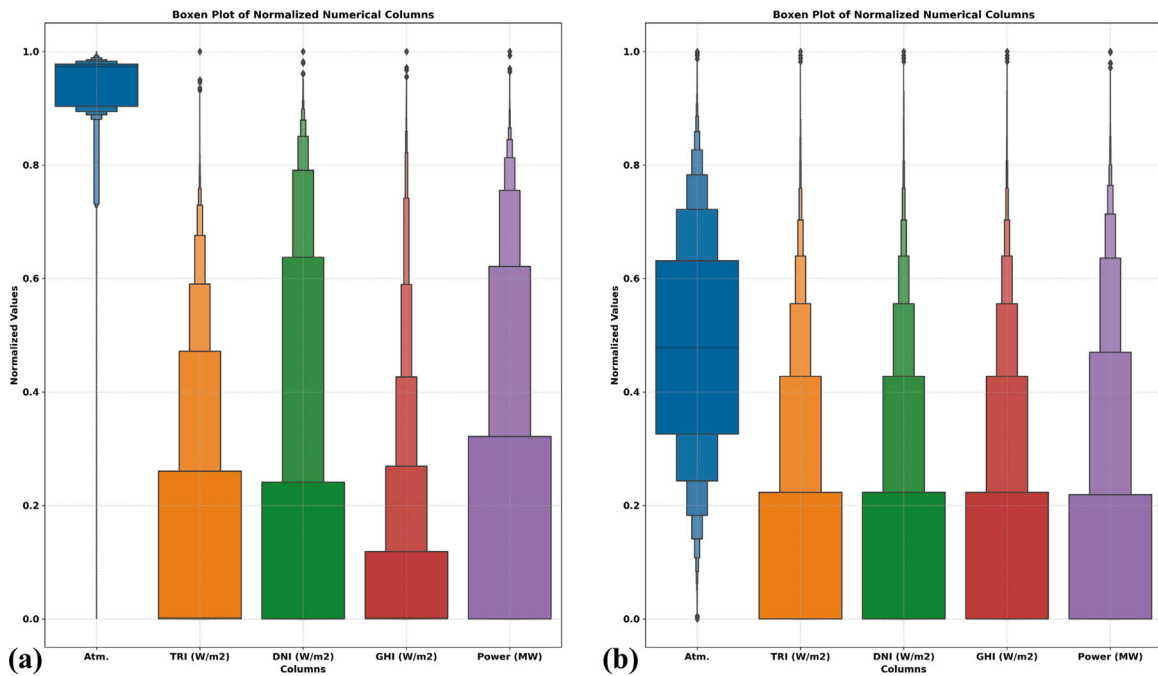 Boxen Plot of Normalized Numerical Columns
1.0
0.8
0.6
0.4
0.2
0.0
Normalized Values
Atm.
TRI (W/m2)
DNI (W/m2)
GHI (W/m2)
Power (MW)
Columns
(a)
Boxen Plot of Normalized Numerical Columns
1.0
0.8
0.6
0.4
0.2
0.0
Normalized Values
Atm.
TRI (W/m2)
DNI (W/m2)
GHI (W/m2)
Power (MW)
Columns
(b)